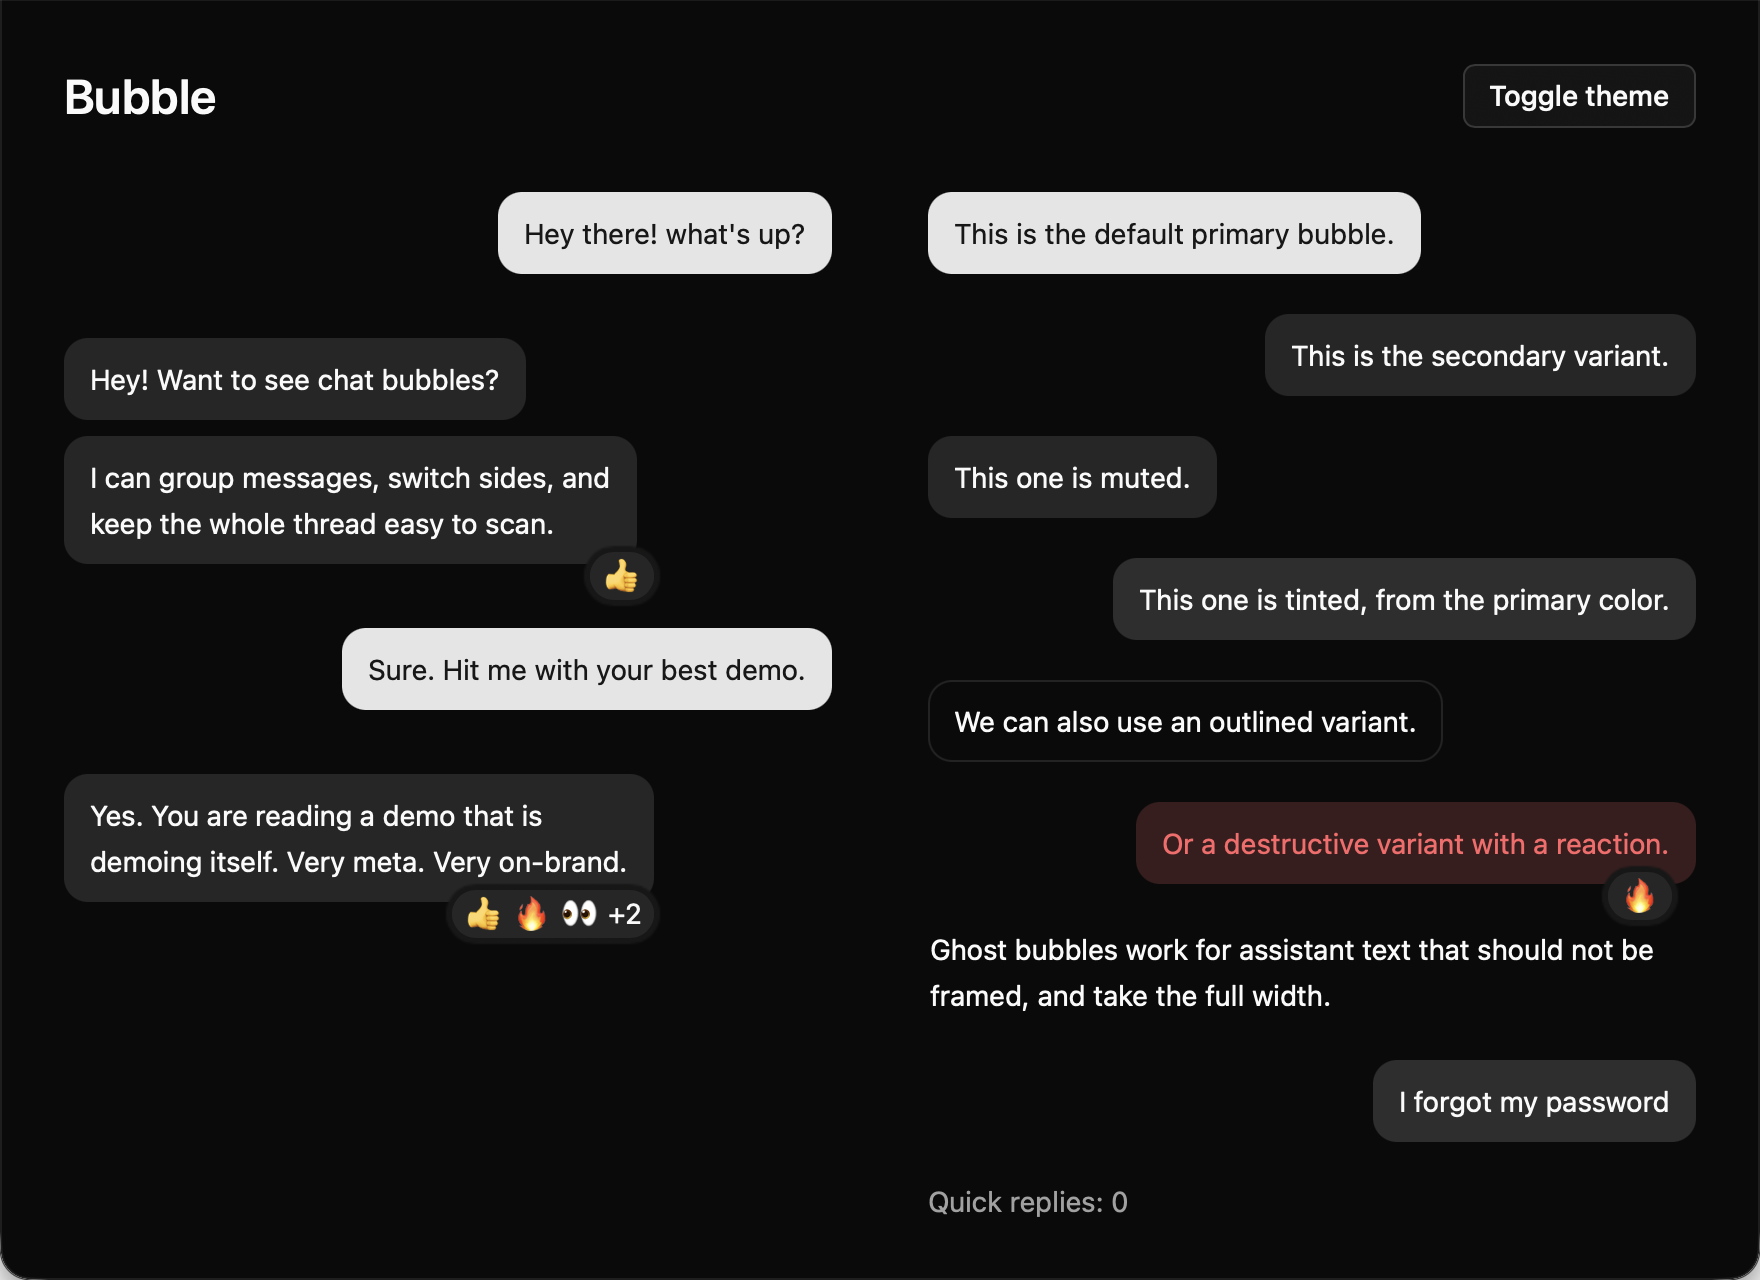 Bubble
Toggle theme
Hey there! what's up?
Hey! Want to see chat bubbles?
I can group messages, switch sides, and
keep the whole thread easy to scan.
👍
Sure. Hit me with your best demo.
Yes. You are reading a demo that is
demoing itself. Very meta. Very on-brand.
👍 🔥 👀 +2
This is the default primary bubble.
This is the secondary variant.
This one is muted.
This one is tinted, from the primary color.
We can also use an outlined variant.
Or a destructive variant with a reaction.
🔥
Ghost bubbles work for assistant text that should not be
framed, and take the full width.
I forgot my password
Quick replies: 0